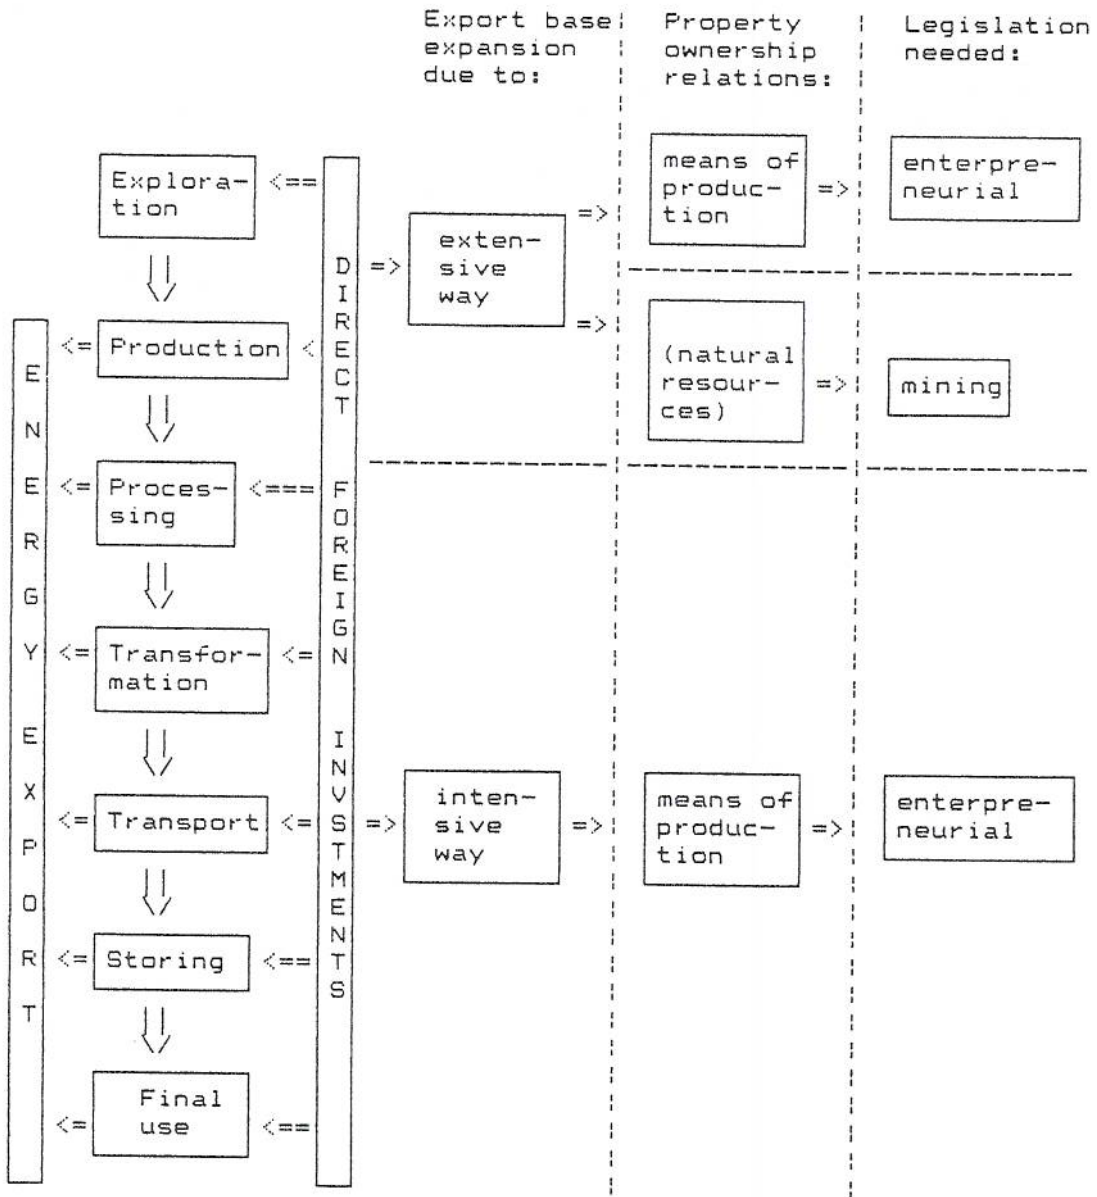 Export base
expansion
due to:
Property
ownership
relations:
Legislation
needed:
Explora-
tion
<==
=>
means of
produc-
tion
=>
enterpre-
neurial
=>
exten-
sive
way
=>
(natural
resour-
ces)
=>
mining
<=
Production
<
<=
Proces-
sing
<===
<=
Transfor-
mation
<=
<=
Transport
<=
=>
inten-
sive
way
=>
means of
produc-
tion
=>
enterpre-
neurial
<=
Storing
<==
<=
Final
use
<==
ENERGY EXPORT
DIRECT FOREIGN INVSTMENTS